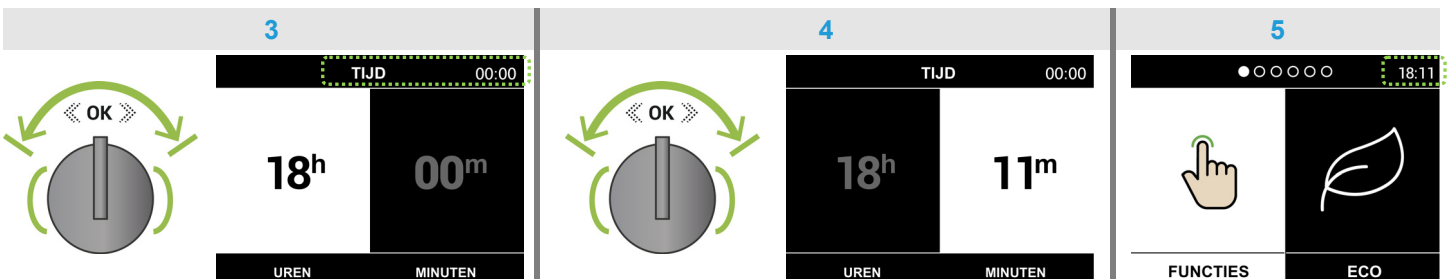 3
OK
TIJD 00:00
18h 00m
UREN MINUTEN
4
OK
TIJD 00:00
18h 11m
UREN MINUTEN
5
18:11
FUNCTIES ECO